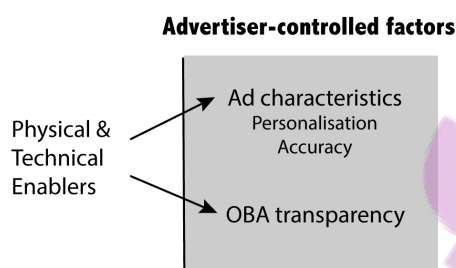 Advertiser-controlled factors
Ad characteristics
Personalisation
Accuracy
Physical &
Technical
Enablers
OBA transparency